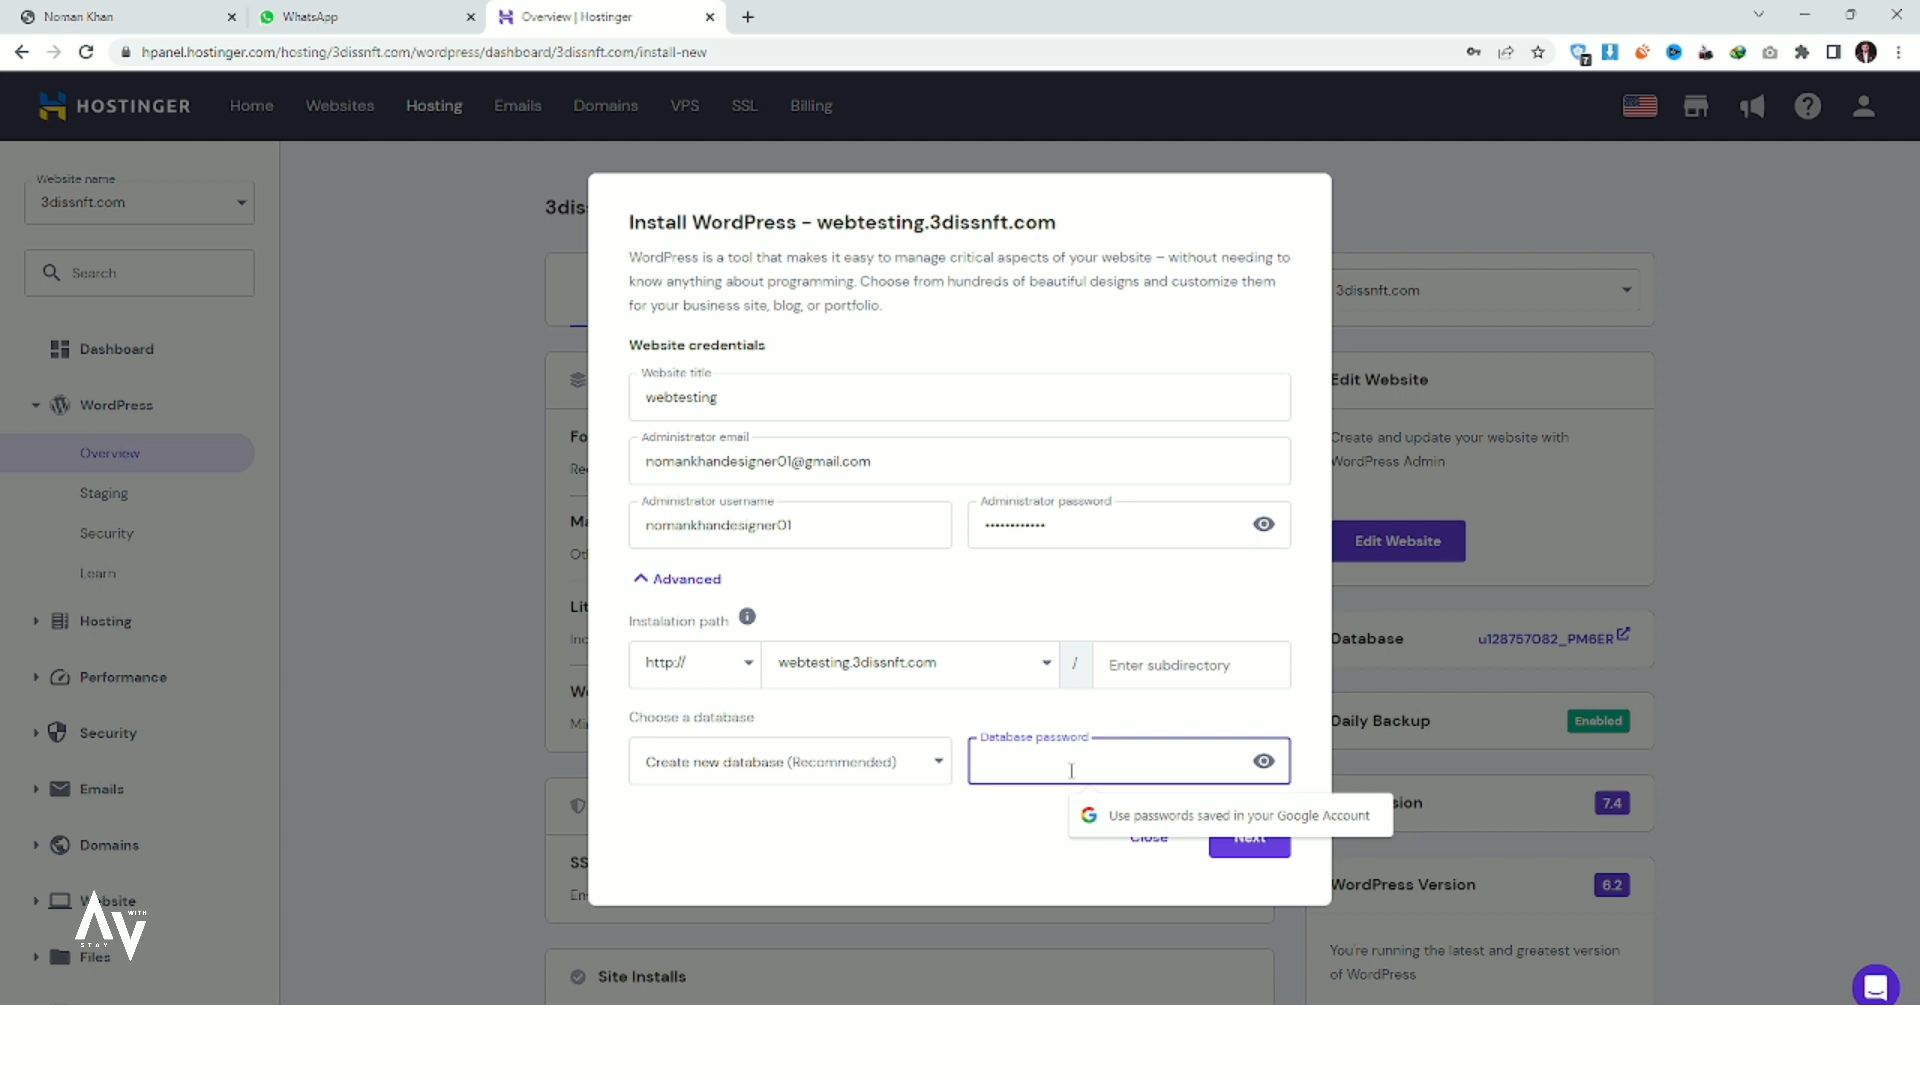 Noman Khan
WhatsApp
Overview | Hostinger
hpanel.hostinger.com/hosting/3dissnft.com/wordpress/dashboard/3dissnft.com/install-new
7
HOSTINGER
Home
Websites
Hosting
Emails
Domains
VPS
SSL
Billing
Website name
3dissnft.com
Search
Dashboard
WordPress
Overview
Staging
Security
Learn
Hosting
Performance
Security
Emails
Domains
Website
Files
STAY
WITH
3dis
Install WordPress - webtesting.3dissnft.com
WordPress is a tool that makes it easy to manage critical aspects of your website – without needing to
know anything about programming. Choose from hundreds of beautiful designs and customize them
for your business site, blog, or portfolio.
Website credentials
Website title
webtesting
Administrator email
nomankhandesigner01@gmail.com
Administrator username
nomankhandesigner01
Administrator password
••••••••••••
Advanced
Instalation path
http://
webtesting.3dissnft.com
/
Enter subdirectory
Choose a database
Create new database (Recommended)
Database password
Use passwords saved in your Google Account
Close
Next
Fo
Re
Ma
Ot
Lit
Inc
We
Mi
SS
En
Site Installs
3dissnft.com
Edit Website
Create and update your website with
WordPress Admin
Edit Website
Database
u128757082_PM6ER
Daily Backup
Enabled
sion
7.4
WordPress Version
6.2
You're running the latest and greatest version
of WordPress